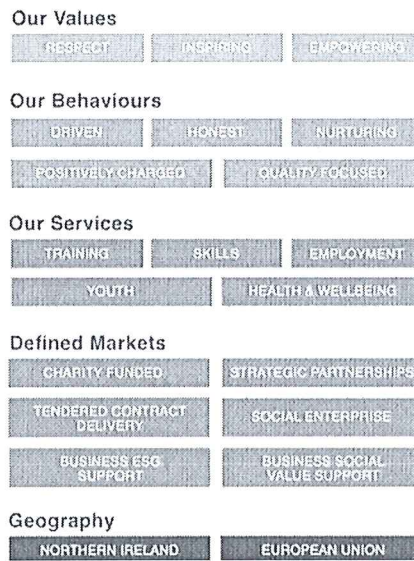 Our Values
RESPECT INSPIRING EMPOWERING
Our Behaviours
DRIVEN HONEST NURTURING
POSITIVELY CHARGED QUALITY FOCUSED
Our Services
TRAINING SKILLS EMPLOYMENT
YOUTH HEALTH & WELLBEING
Defined Markets
CHARITY FUNDED STRATEGIC PARTNERSHIPS
TENDERED CONTRACT
DELIVERY
SOCIAL ENTERPRISE
BUSINESS ESG
SUPPORT
BUSINESS SOCIAL
VALUE SUPPORT
Geography
NORTHERN IRELAND EUROPEAN UNION